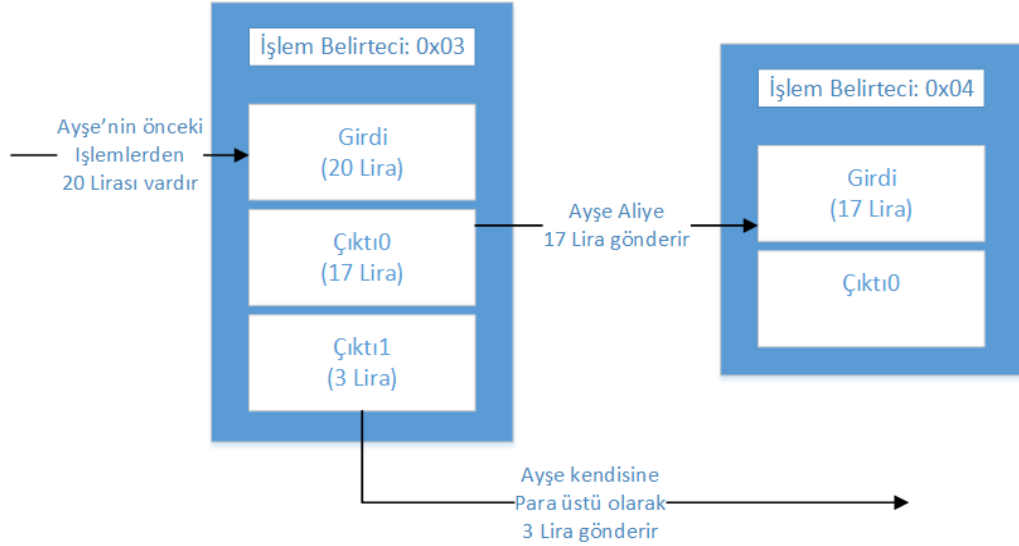 İşlem Belirteci: 0x03
Ayşe’nin önceki
Işlemlerden
20 Lirası vardır
Girdi
(20 Lira)
Çıktı0
(17 Lira)
Çıktı1
(3 Lira)
Ayşe Aliye
17 Lira gönderir
İşlem Belirteci: 0x04
Girdi
(17 Lira)
Çıktı0
Ayşe kendisine
Para üstü olarak
3 Lira gönderir